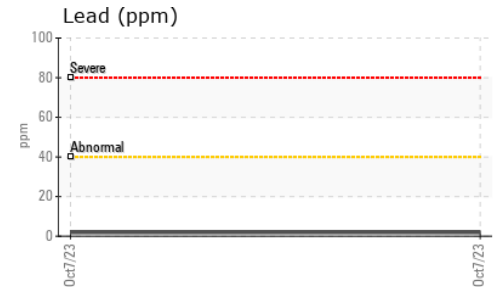 Lead (ppm)
100
Severe
80
60
ppm
Abnormal
40
20
0
Oct7/23
Oct7/23